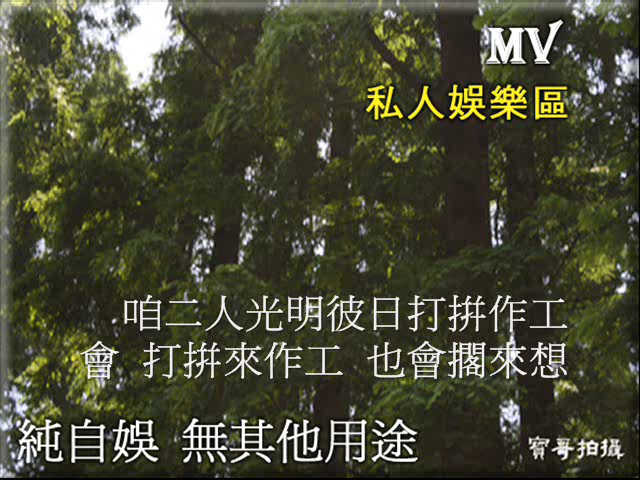 MV
私人娛樂區
咱二人光明彼日打拚作工
會 打拚來作工 也會擱來想
純自娛 無其他用途
寶哥拍攝